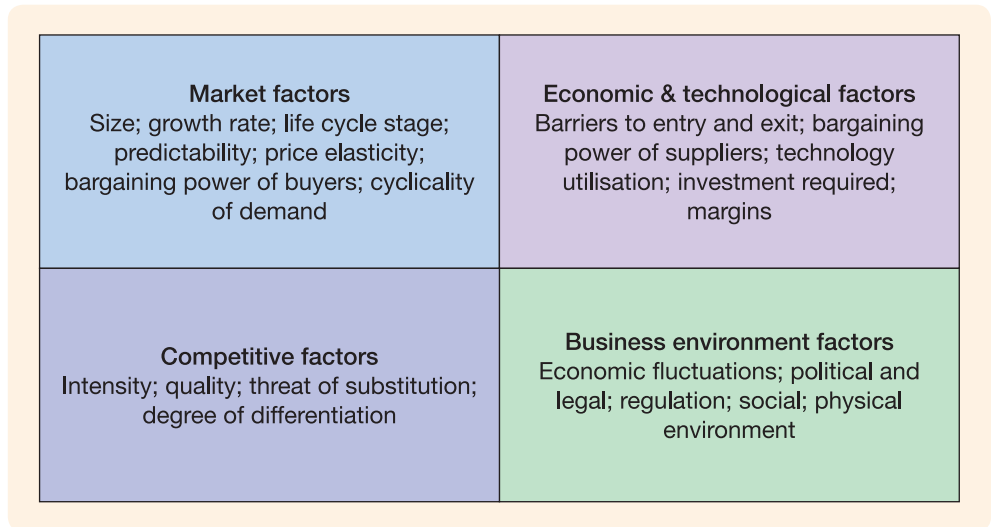 Market factors
Size; growth rate; life cycle stage;
predictability; price elasticity;
bargaining power of buyers; cyclicality
of demand
Economic & technological factors
Barriers to entry and exit; bargaining
power of suppliers; technology
utilisation; investment required;
margins
Competitive factors
Intensity; quality; threat of substitution;
degree of differentiation
Business environment factors
Economic fluctuations; political and
legal; regulation; social; physical
environment